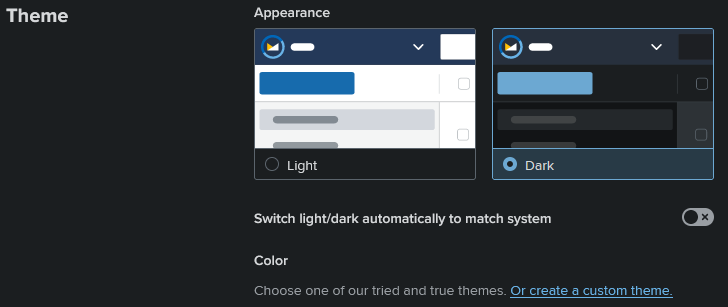 Theme
Appearance
Light
Dark
Switch light/dark automatically to match system
Color
Choose one of our tried and true themes. Or create a custom theme.